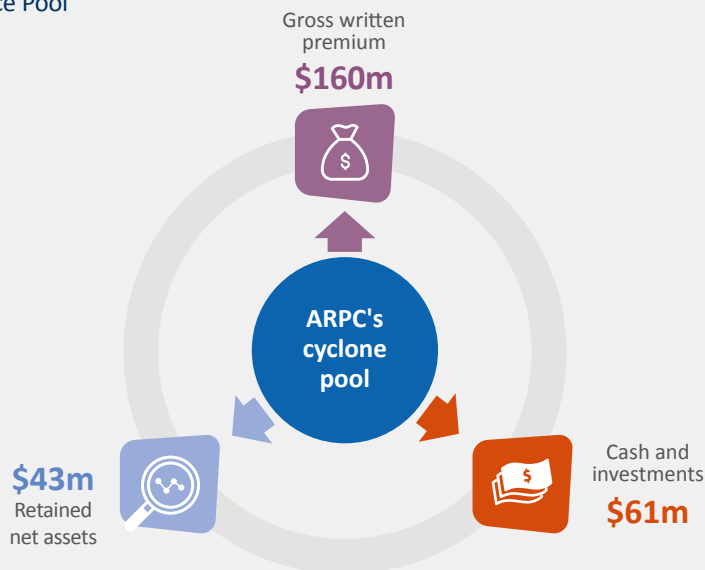 ce Pool
Gross written
premium
$160m
$
ARPC's
cyclone
pool
$43m
Retained
net assets
$
Cash and
investments
$61m